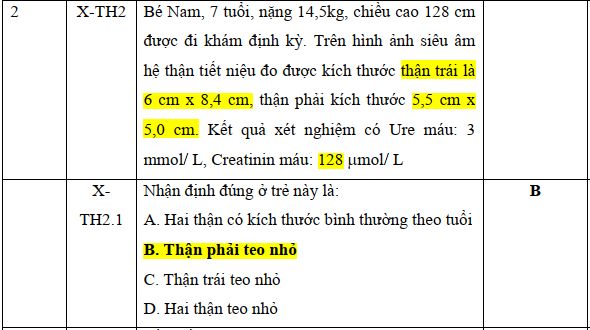 2
X-TH2
Bé Nam, 7 tuổi, nặng 14,5kg, chiều cao 128 cm
được đi khám định kỳ. Trên hình ảnh siêu âm
hệ thận tiết niệu đo được kích thước thận trái là
6 cm x 8,4 cm, thận phải kích thước 5,5 cm x
5,0 cm. Kết quả xét nghiệm có Ure máu: 3
mmol/ L, Creatinin máu: 128 μmol/ L
X-
TH2.1
Nhận định đúng ở trẻ này là:
A. Hai thận có kích thước bình thường theo tuổi
B. Thận phải teo nhỏ
C. Thận trái teo nhỏ
D. Hai thận teo nhỏ
B